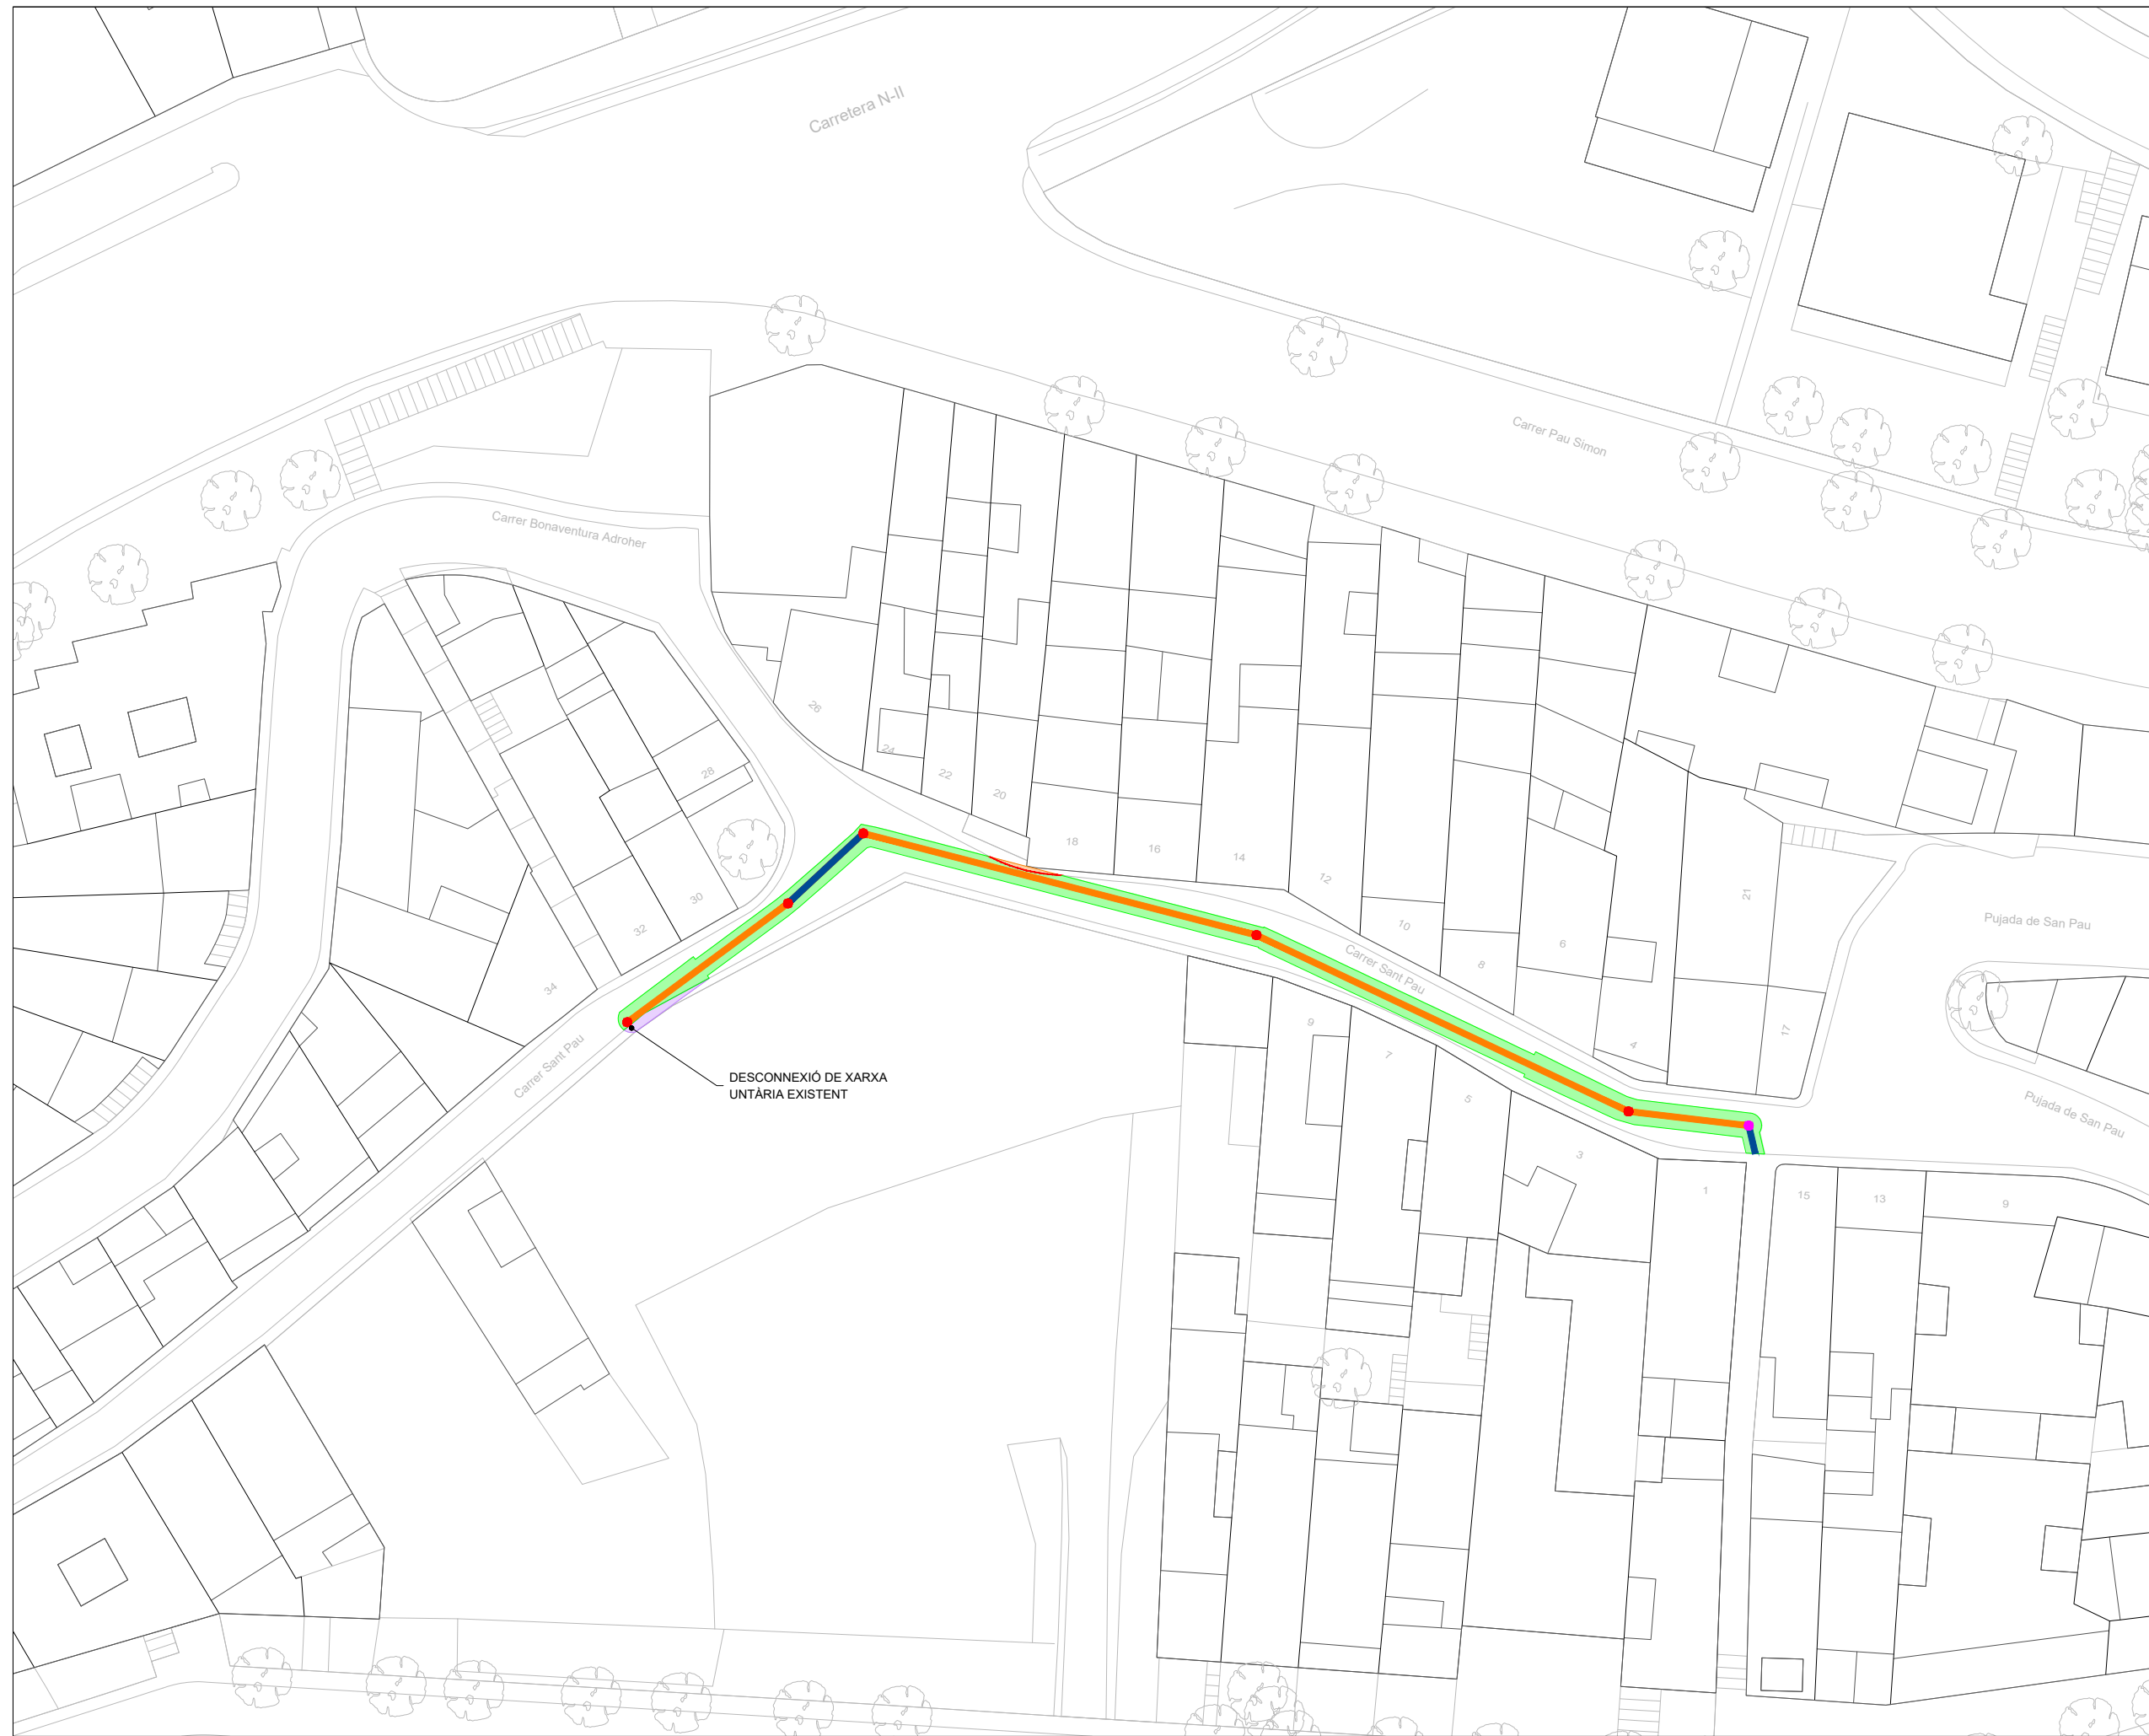 Carretera N-II
Carrer Pau Simon
Carrer Bonaventura Adroher
26
24
22
20
28
18
16
14
12
10
8
6
4
21
17
30
32
34
Pujada de San Pau
Carrer Sant Pau
Carrer Sant Pau
DESCONNEXIÓ DE XARXA
UNTÀRIA EXISTENT
9
7
5
3
1
15
13
9
Pujada de San Pau